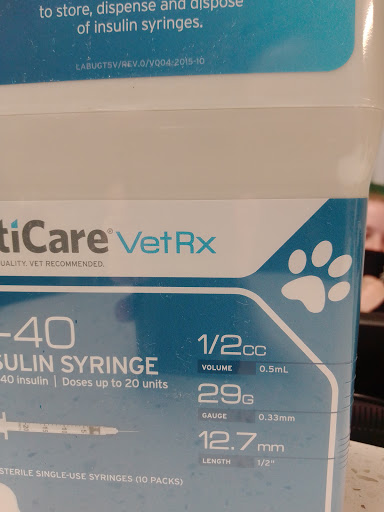 to store, dispense and dispose
of insulin syringes.
LABUGTSV/REV.0/V004-2015-10
tiCare® VetRx
UALITY. VET RECOMMENDED.
-40
SULIN SYRINGE
40 insulin | Doses up to 20 units
1/2cc
VOLUME 0.5mL
29G
GAUGE 0.33mm
12.7mm
LENGTH 1/2"
STERILE SINGLE-USE SYRINGES (10 PACKS)